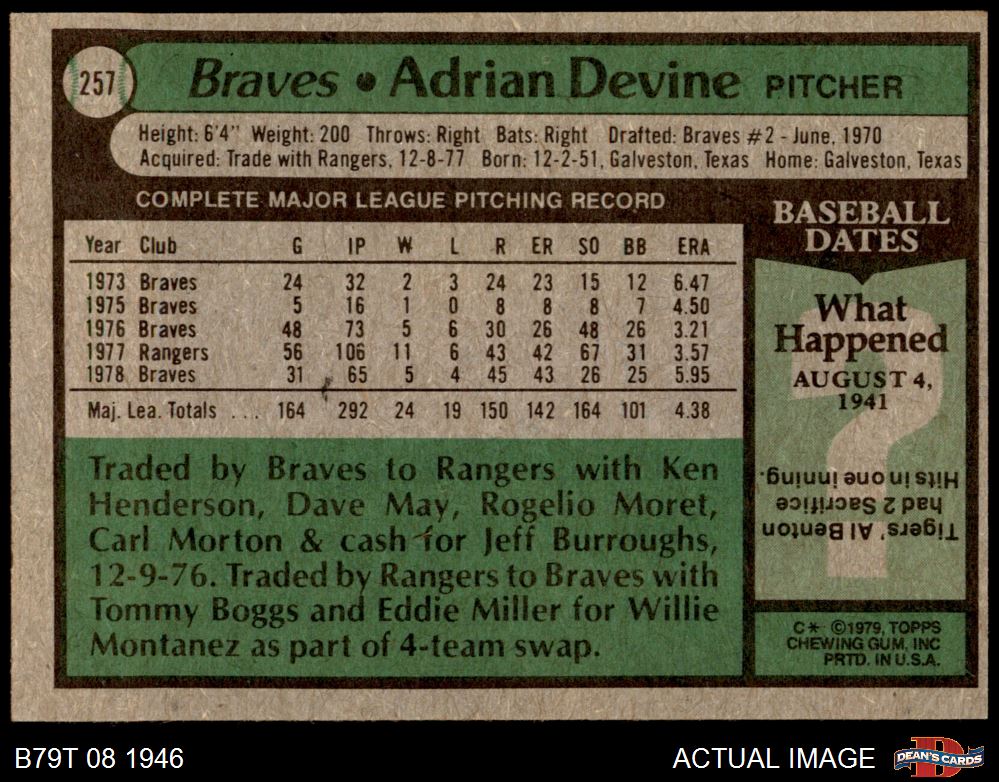 257
Braves • Adrian Devine PITCHER
Height: 6'4" Weight: 200 Throws: Right Bats: Right Drafted: Braves #2 - June, 1970
Acquired: Trade with Rangers, 12-8-77 Born: 12-2-51, Galveston, Texas Home: Galveston, Texas
COMPLETE MAJOR LEAGUE PITCHING RECORD
Year Club G IP W L R ER SO BB ERA
1973 Braves 24 32 2 3 24 23 15 12 6.47
1975 Braves 5 16 1 0 8 8 8 7 4.50
1976 Braves 48 73 5 6 30 26 48 26 3.21
1977 Rangers 56 106 11 6 43 42 67 31 3.57
1978 Braves 31 65 5 4 45 43 26 25 5.95
Maj. Lea. Totals . . . 164 292 24 19 150 142 164 101 4.38
Traded by Braves to Rangers with Ken
Henderson, Dave May, Rogelio Moret,
Carl Morton & cash for Jeff Burroughs,
12-9-76. Traded by Rangers to Braves with
Tommy Boggs and Eddie Miller for Willie
Montanez as part of 4-team swap.
BASEBALL
DATES
What
Happened
AUGUST 4,
1941
?
Tigers' Al Benton
had 2 Sacrifice
Hits in one inning.
C* ©1979, TOPPS
CHEWING GUM, INC
PRTD. IN U.S.A.
B79T 08 1946
ACTUAL IMAGE
D
DEAN'S CARDS